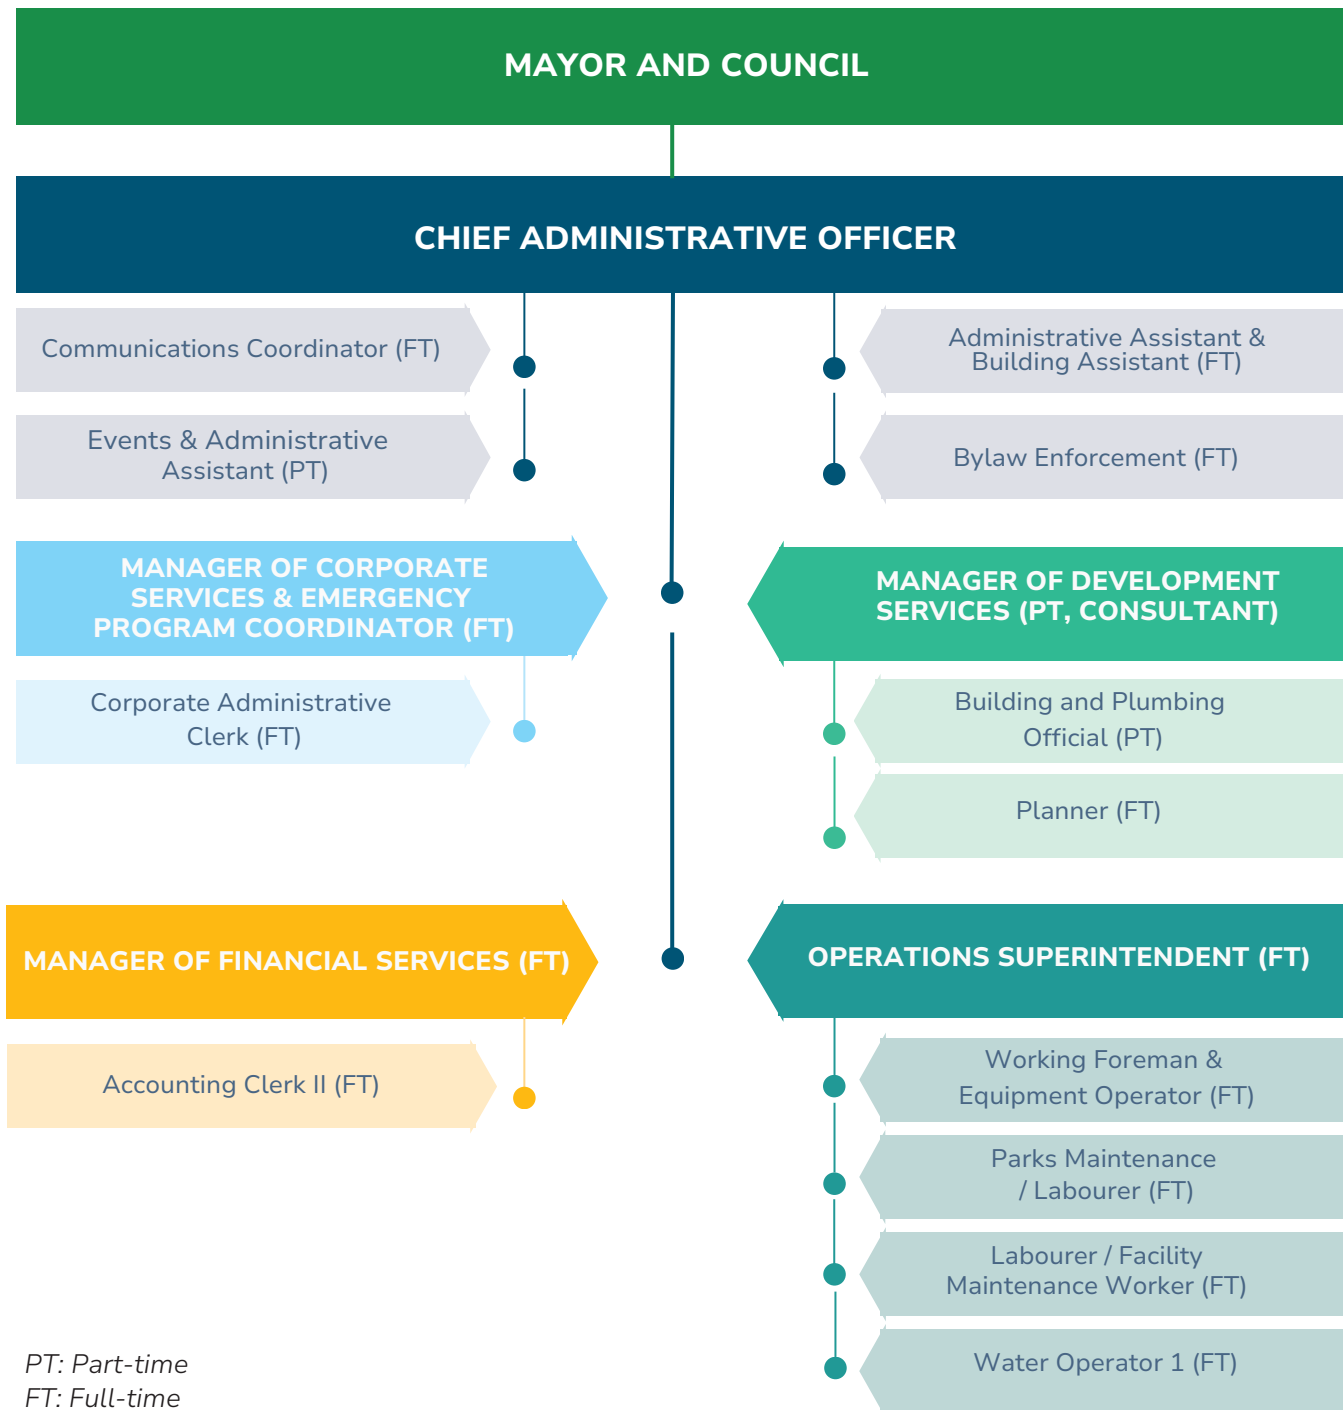 MAYOR AND COUNCIL
CHIEF ADMINISTRATIVE OFFICER
Communications Coordinator (FT)
Events & Administrative
Assistant (PT)
Administrative Assistant &
Building Assistant (FT)
Bylaw Enforcement (FT)
MANAGER OF CORPORATE
SERVICES & EMERGENCY
PROGRAM COORDINATOR (FT)
Corporate Administrative
Clerk (FT)
MANAGER OF DEVELOPMENT
SERVICES (PT, CONSULTANT)
Building and Plumbing
Official (PT)
Planner (FT)
MANAGER OF FINANCIAL SERVICES (FT)
Accounting Clerk II (FT)
OPERATIONS SUPERINTENDENT (FT)
Working Foreman &
Equipment Operator (FT)
Parks Maintenance
/ Labourer (FT)
Labourer / Facility
Maintenance Worker (FT)
Water Operator 1 (FT)
PT: Part-time
FT: Full-time